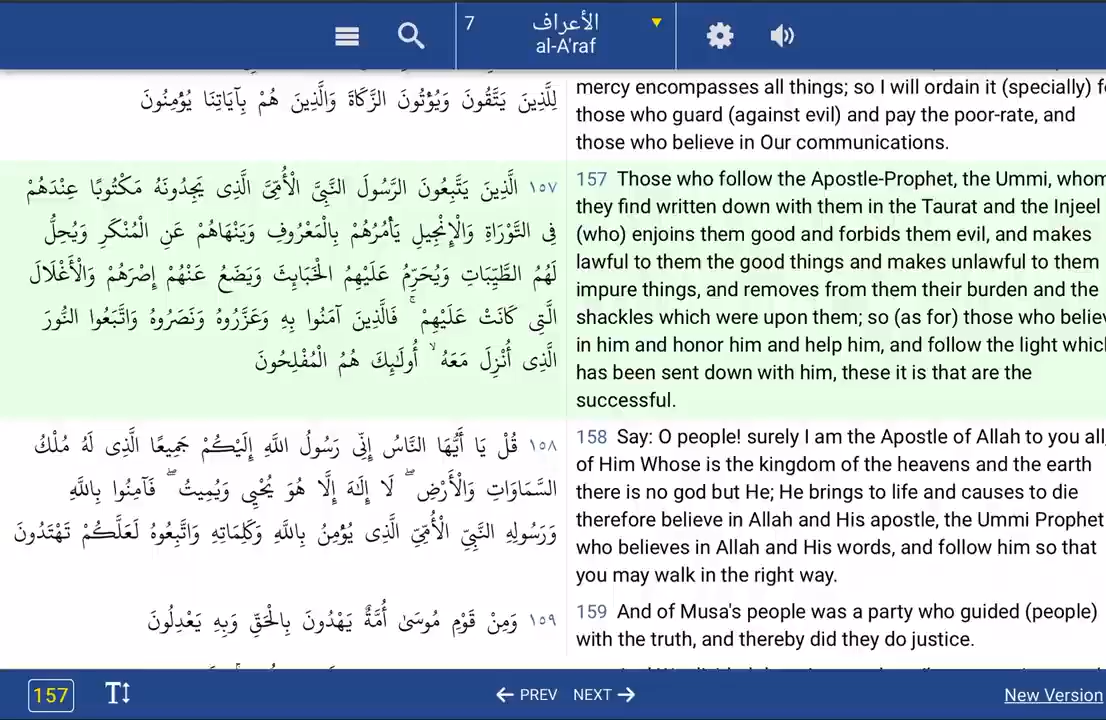 7
الأعراف
al-A'raf
لِلَّذِينَ يَتَّقُونَ وَيُؤْتُونَ الزَّكَاةَ وَالَّذِينَ هُمْ بِآيَاتِنَا يُؤْمِنُونَ
١٥٧ الَّذِينَ يَتَّبِعُونَ الرَّسُولَ النَّبِيَّ الْأُمِّيَّ الَّذِى يَجِدُونَهُ مَكْتُوبًا عِنْدَهُمْ
فِى التَّوْرَاةِ وَالْإِنْجِيلِ يَأْمُرُهُمْ بِالْمَعْرُوفِ وَيَنْهَاهُمْ عَنِ الْمُنْكَرِ وَيُحِلُّ
لَهُمُ الطَّيِّبَاتِ وَيُحَرِّمُ عَلَيْهِمُ الْخَبَائِثَ وَيَضَعُ عَنْهُمْ إِصْرَهُمْ وَالْأَغْلَالَ
الَّتِى كَانَتْ عَلَيْهِمْ ۚ فَالَّذِينَ آمَنُوا بِهِ وَعَزَّرُوهُ وَنَصَرُوهُ وَاتَّبَعُوا النُّورَ
الَّذِى أُنْزِلَ مَعَهُ ۙ أُولَـٰئِكَ هُمُ الْمُفْلِحُونَ
١٥٨ قُلْ يَا أَيُّهَا النَّاسُ إِنِّى رَسُولُ اللَّهِ إِلَيْكُمْ جَمِيعًا الَّذِى لَهُ مُلْكُ
السَّمَاوَاتِ وَالْأَرْضِ ۖ لَا إِلَـٰهَ إِلَّا هُوَ يُحْيِى وَيُمِيتُ ۖ فَآمِنُوا بِاللَّهِ
وَرَسُولِهِ النَّبِيِّ الْأُمِّيِّ الَّذِى يُؤْمِنُ بِاللَّهِ وَكَلِمَاتِهِ وَاتَّبِعُوهُ لَعَلَّكُمْ تَهْتَدُونَ
١٥٩ وَمِنْ قَوْمِ مُوسَىٰ أُمَّةٌ يَهْدُونَ بِالْحَقِّ وَبِهِ يَعْدِلُونَ
mercy encompasses all things; so I will ordain it (specially) f
those who guard (against evil) and pay the poor-rate, and
those who believe in Our communications.
157 Those who follow the Apostle-Prophet, the Ummi, whom
they find written down with them in the Taurat and the Injeel
(who) enjoins them good and forbids them evil, and makes
lawful to them the good things and makes unlawful to them
impure things, and removes from them their burden and the
shackles which were upon them; so (as for) those who believ
in him and honor him and help him, and follow the light whicl
has been sent down with him, these it is that are the
successful.
158 Say: O people! surely I am the Apostle of Allah to you all,
of Him Whose is the kingdom of the heavens and the earth
there is no god but He; He brings to life and causes to die
therefore believe in Allah and His apostle, the Ummi Prophet
who believes in Allah and His words, and follow him so that
you may walk in the right way.
159 And of Musa's people was a party who guided (people)
with the truth, and thereby did they do justice.
157 T
PREV NEXT
New Version